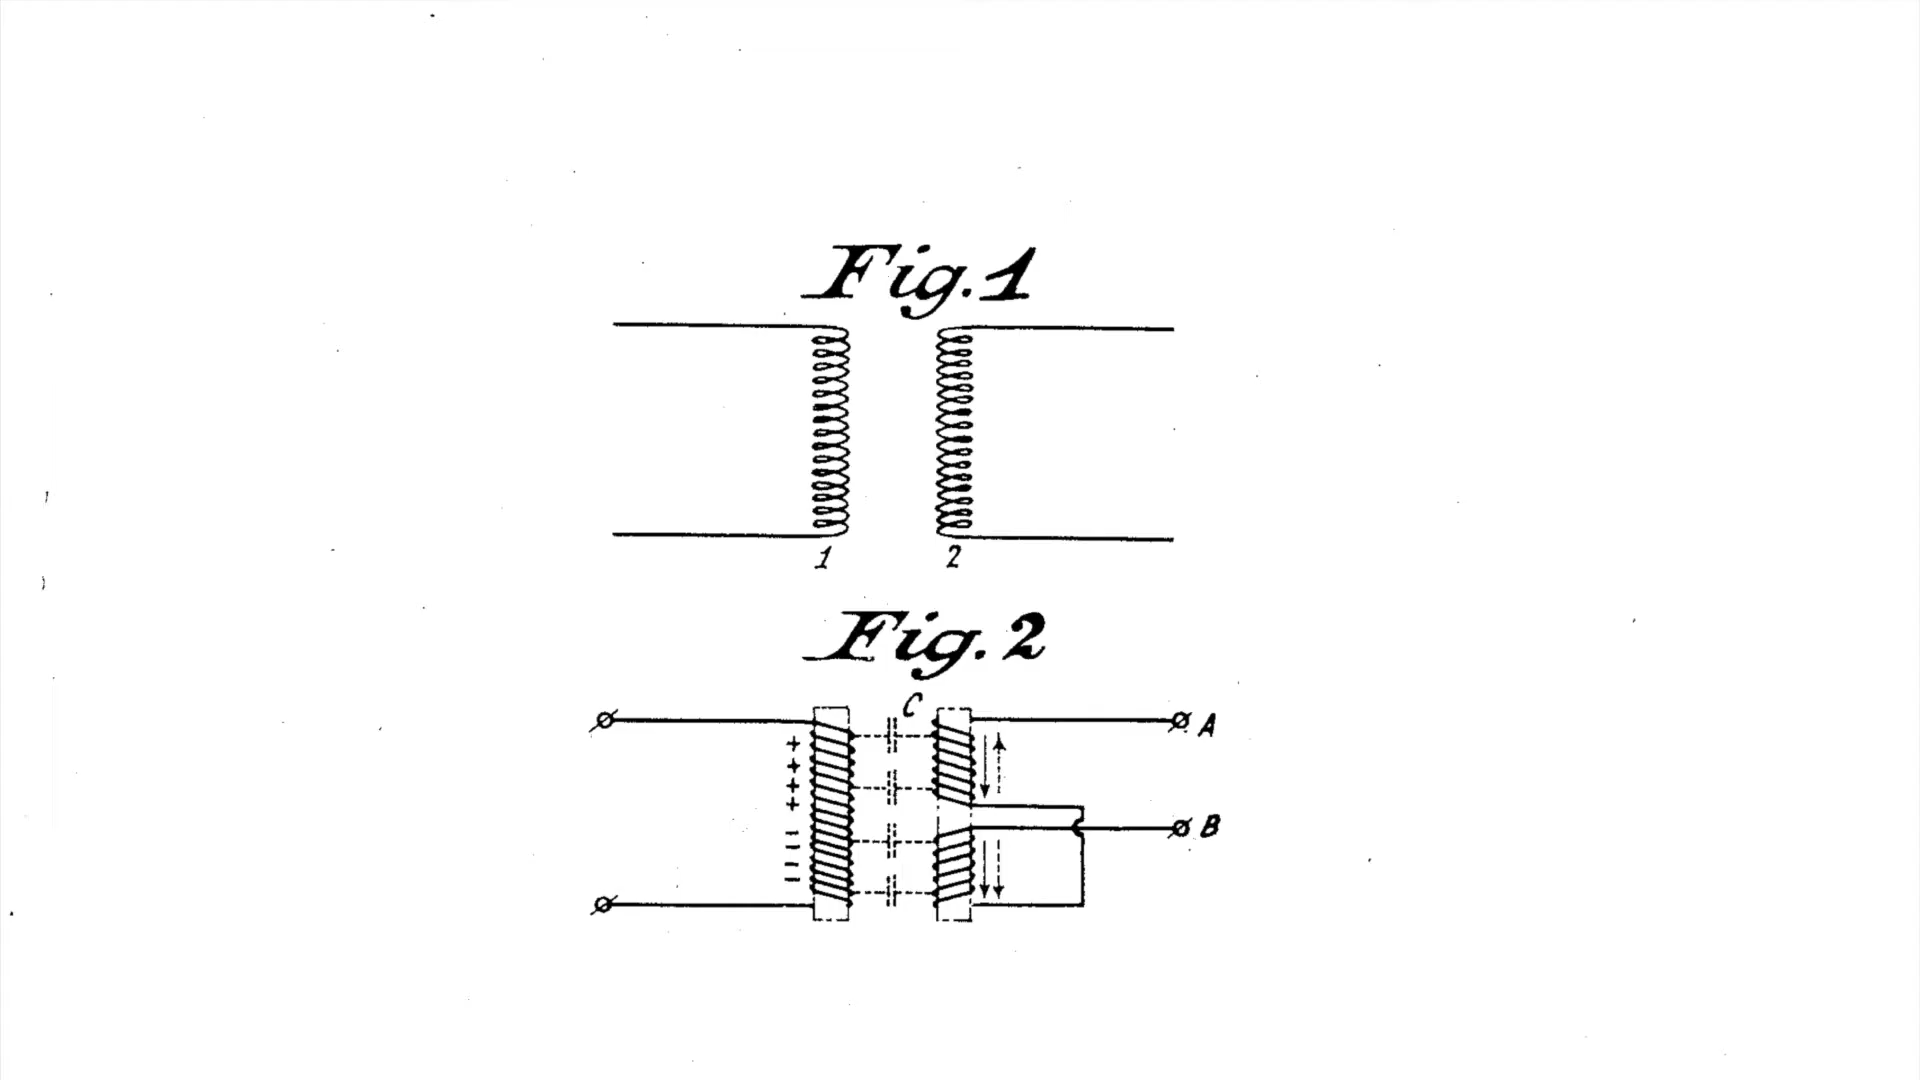 Fig. 1
1 2
Fig. 2
C
A
+
+
+
+
B
-
-
-
-